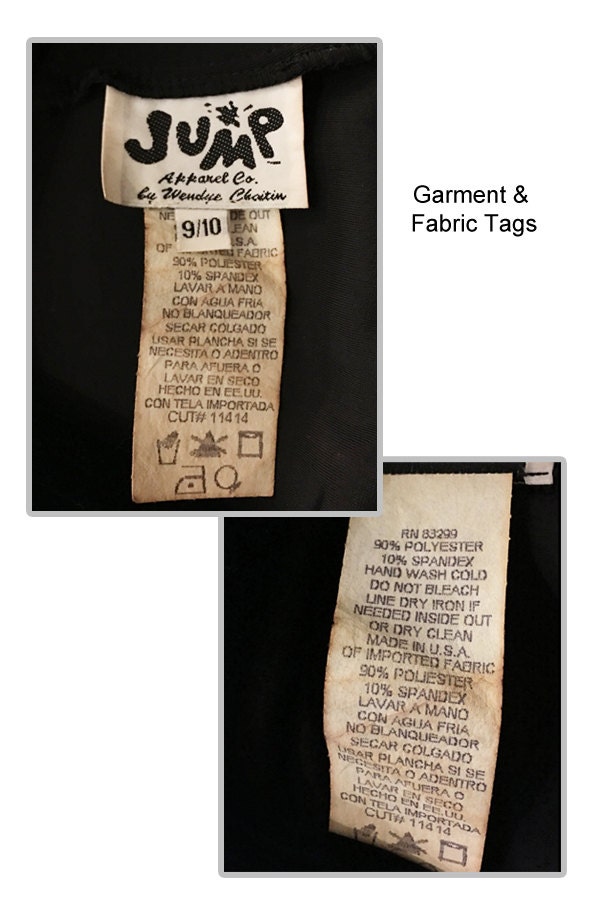 JUMP
Apparel Co.
by Wendye Chaitin
9/10
OUT
U.S.A.
OF IMPORTED FABRIC
90% POLIESTER
10% SPANDEX
LAVAR A MANO
CON AGUA FRIA
NO BLANQUEADOR
SECAR COLGADO
USAR PLANCHA SI SE
NECESITA O ADENTRO
PARA AFUERA O
LAVAR EN SECO
HECHO EN EE.UU.
CON TELA IMPORTADA
CUT# 11414
Garment &
Fabric Tags
RN 83299
90% POLYESTER
10% SPANDEX
HAND WASH COLD
DO NOT BLEACH
LINE DRY IRON IF
NEEDED INSIDE OUT
OR DRY CLEAN
MADE IN U.S.A.
OF IMPORTED FABRIC
90% POLIESTER
10% SPANDEX
LAVAR A MANO
CON AGUA FRIA
NO BLANQUEADOR
SECAR COLGADO
USAR PLANCHA SI SE
NECESITA O ADENTRO
PARA AFUERA O
LAVAR EN SECO
HECHO EN EE.UU.
CON TELA IMPORTADA
CUT# 11414